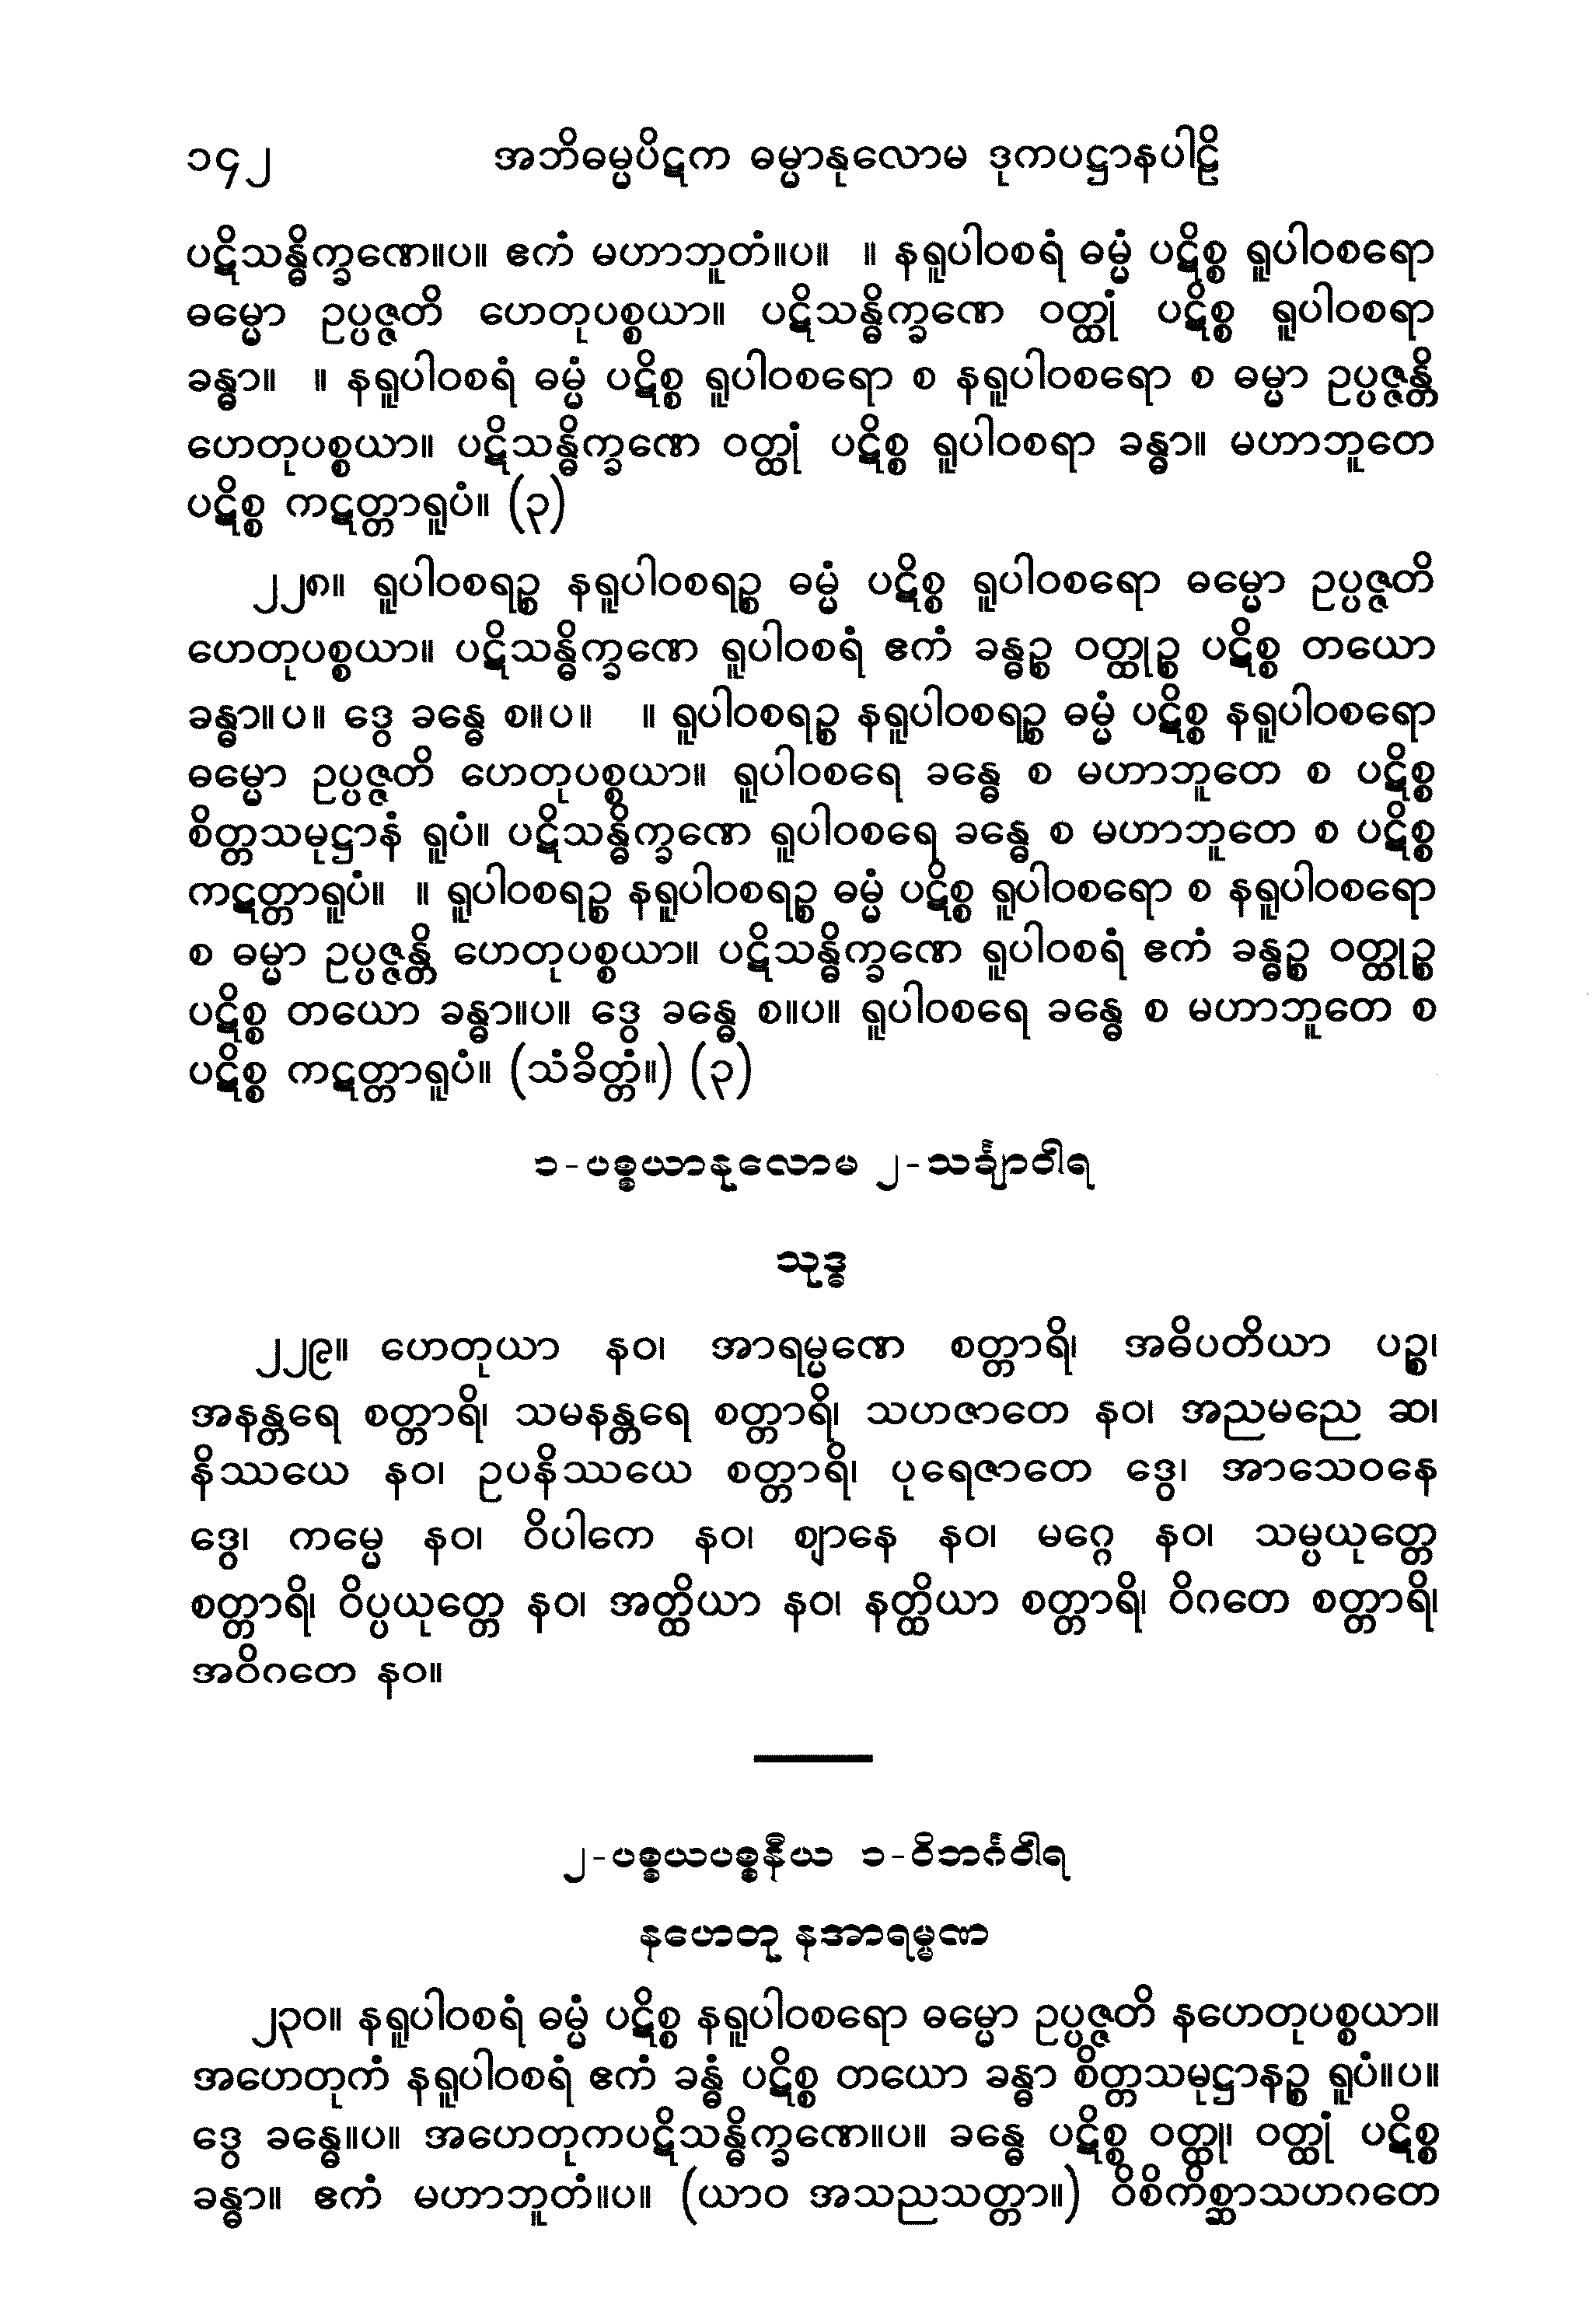 ၁၄၂ အဘိဓမ္မပိဋက ဓမ္မာနုလောမ ဒုကပဋ္ဌာနပါဠိ
ပဋိသန္ဓိက္ခဏေ။ပ။ ဧကံ မဟာဘူတံ။ပ။ ။ နရူပါဝစရံ ဓမ္မံ ပဋိစ္စ ရူပါဝစရော
ဓမ္မော ဥပ္ပဇ္ဇတိ ဟေတုပစ္စယာ။ ပဋိသန္ဓိက္ခဏေ ဝတ္ထုံ ပဋိစ္စ ရူပါဝစရာ
ခန္ဓာ။ ။ နရူပါဝစရံ ဓမ္မံ ပဋိစ္စ ရူပါဝစရော စ နရူပါဝစရော စ ဓမ္မာ ဥပ္ပဇ္ဇန္တိ
ဟေတုပစ္စယာ။ ပဋိသန္ဓိက္ခဏေ ဝတ္ထုံ ပဋိစ္စ ရူပါဝစရာ ခန္ဓာ။ မဟာဘူတေ
ပဋိစ္စ ကဋတ္တာရူပံ။ (၃)
၂၂၈။ ရူပါဝစရဉ္စ နရူပါဝစရဉ္စ ဓမ္မံ ပဋိစ္စ ရူပါဝစရော ဓမ္မော ဥပ္ပဇ္ဇတိ
ဟေတုပစ္စယာ။ ပဋိသန္ဓိက္ခဏေ ရူပါဝစရံ ဧကံ ခန္ဓဉ္စ ဝတ္ထုဉ္စ ပဋိစ္စ တယော
ခန္ဓာ။ပ။ ဒွေ ခန္ဓေ စ။ပ။ ။ ရူပါဝစရဉ္စ နရူပါဝစရဉ္စ ဓမ္မံ ပဋိစ္စ နရူပါဝစရော
ဓမ္မော ဥပ္ပဇ္ဇတိ ဟေတုပစ္စယာ။ ရူပါဝစရေ ခန္ဓေ စ မဟာဘူတေ စ ပဋိစ္စ
စိတ္တသမုဋ္ဌာနံ ရူပံ။ ပဋိသန္ဓိက္ခဏေ ရူပါဝစရေ ခန္ဓေ စ မဟာဘူတေ စ ပဋိစ္စ
ကဋတ္တာရူပံ။ ။ ရူပါဝစရဉ္စ နရူပါဝစရဉ္စ ဓမ္မံ ပဋိစ္စ ရူပါဝစရော စ နရူပါဝစရော
စ ဓမ္မာ ဥပ္ပဇ္ဇန္တိ ဟေတုပစ္စယာ။ ပဋိသန္ဓိက္ခဏေ ရူပါဝစရံ ဧကံ ခန္ဓဉ္စ ဝတ္ထုဉ္စ
ပဋိစ္စ တယော ခန္ဓာ။ပ။ ဒွေ ခန္ဓေ စ။ပ။ ရူပါဝစရေ ခန္ဓေ စ မဟာဘူတေ စ
ပဋိစ္စ ကဋတ္တာရူပံ။ (သံခိတ္တံ။) (၃)
၁-ပစ္စယာနုလောမ ၂-သင်္ချာဝါရ
သုဒ္ဓ
၂၂၉။ ဟေတုယာ နဝ၊ အာရမ္မဏေ စတ္တာရိ၊ အဓိပတိယာ ပဉ္စ၊
အနန္တရေ စတ္တာရိ၊ သမနန္တရေ စတ္တာရိ၊ သဟဇာတေ နဝ၊ အညမညေ ဆ၊
နိဿယေ နဝ၊ ဥပနိဿယေ စတ္တာရိ၊ ပုရေဇာတေ ဒွေ၊ အာသေဝနေ
ဒွေ၊ ကမ္မေ နဝ၊ ဝိပါကေ နဝ၊ ဈာနေ နဝ၊ မဂ္ဂေ နဝ၊ သမ္ပယုတ္တေ
စတ္တာရိ၊ ဝိပ္ပယုတ္တေ နဝ၊ အတ္ထိယာ နဝ၊ နတ္ထိယာ စတ္တာရိ၊ ဝိဂတေ စတ္တာရိ၊
အဝိဂတေ နဝ။
၂-ပစ္စယပစ္စနီယ ၁-ဝိဘင်္ဂဝါရ
နဟေတု နအာရမ္မဏ
၂၃၀။ နရူပါဝစရံ ဓမ္မံ ပဋိစ္စ နရူပါဝစရော ဓမ္မော ဥပ္ပဇ္ဇတိ နဟေတုပစ္စယာ။
အဟေတုကံ နရူပါဝစရံ ဧကံ ခန္ဓံ ပဋိစ္စ တယော ခန္ဓာ စိတ္တသမုဋ္ဌာနဉ္စ ရူပံ။ပ။
ဒွေ ခန္ဓေ။ပ။ အဟေတုကပဋိသန္ဓိက္ခဏေ။ပ။ ခန္ဓေ ပဋိစ္စ ဝတ္ထု၊ ဝတ္ထုံ ပဋိစ္စ
ခန္ဓာ။ ဧကံ မဟာဘူတံ။ပ။ (ယာဝ အသညသတ္တာ။) ဝိစိကိစ္ဆာသဟဂတေ